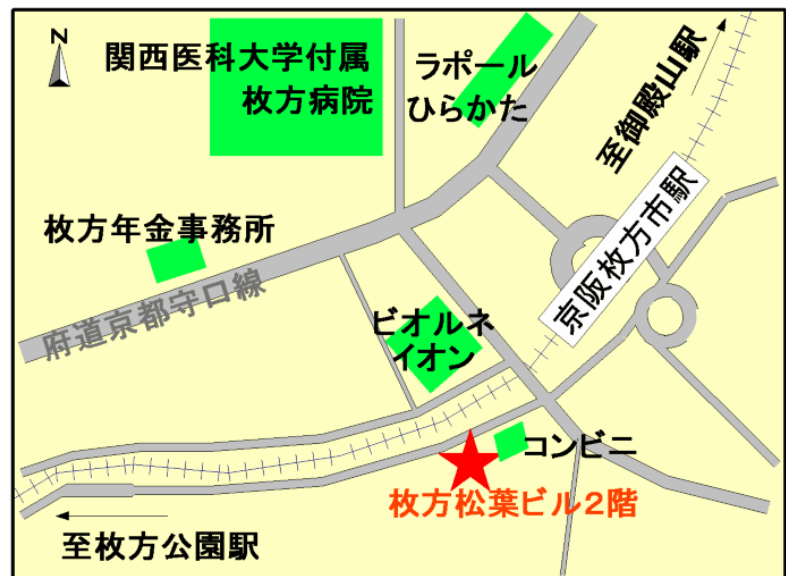 N
関西医科大学付属
枚方病院
ラポール
ひらかた
至御殿山駅
京阪枚方市駅
枚方年金事務所
府道京都守口線
ビオルネ
イオン
コンビニ
枚方松葉ビル2階
至枚方公園駅